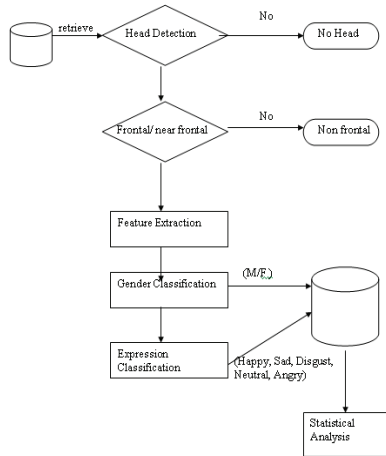 retrieve
Head Detection
No
No Head
Frontal/ near frontal
No
Non frontal
Feature Extraction
Gender Classification
(M/F)
Expression
Classification
(Happy, Sad, Disgust,
Neutral, Angry)
Statistical
Analysis